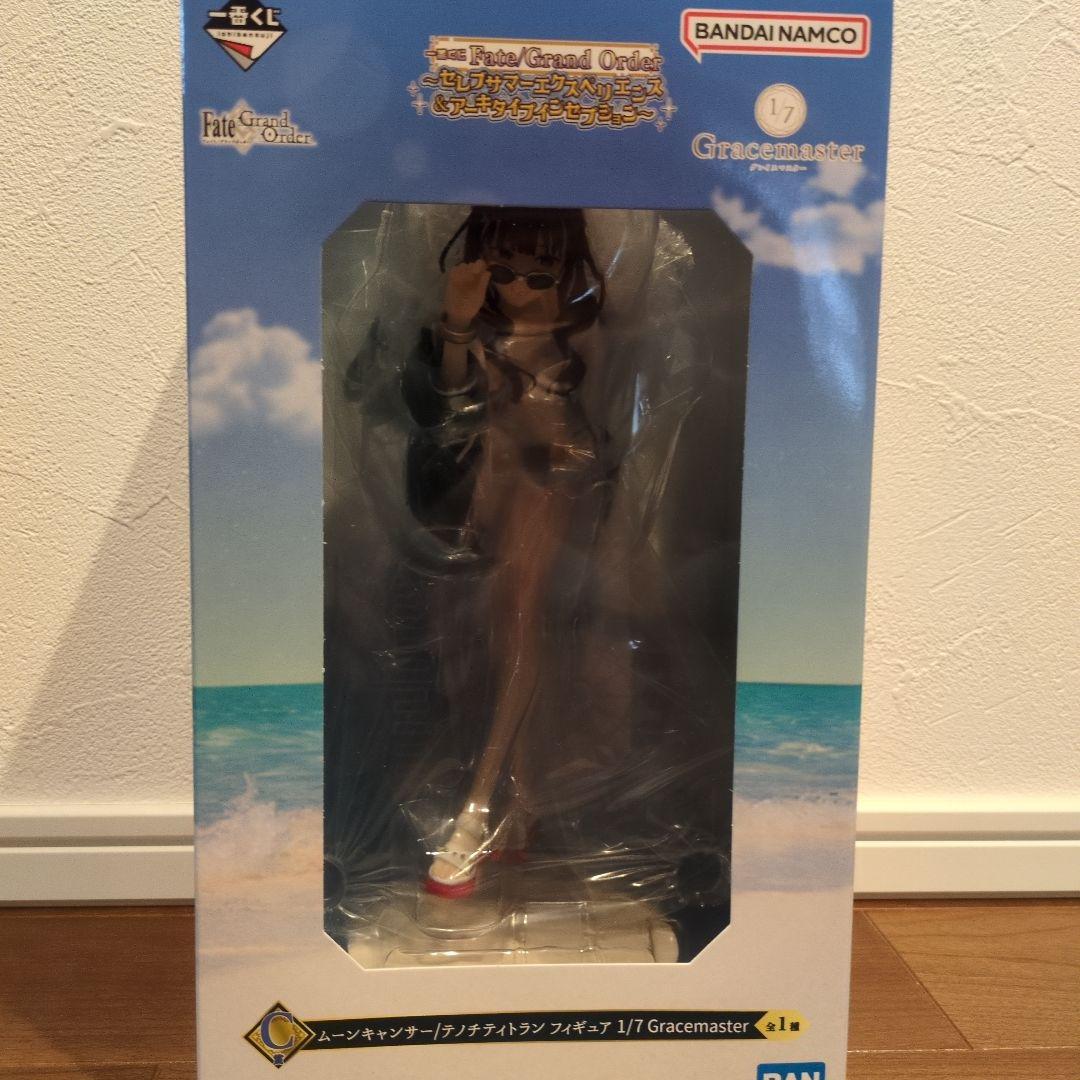 一番くじ
ichibankuji
BANDAI NAMCO
一番くじ Fate/Grand Order
～セレブサマーエクスペリエンス
＆アーキタイプインセプション～
Fate Grand Order
1/7
Gracemaster
グレイスマスター
C賞
ムーンキャンサー/テノチティトラン フィギュア 1/7 Gracemaster
全1種
BAN